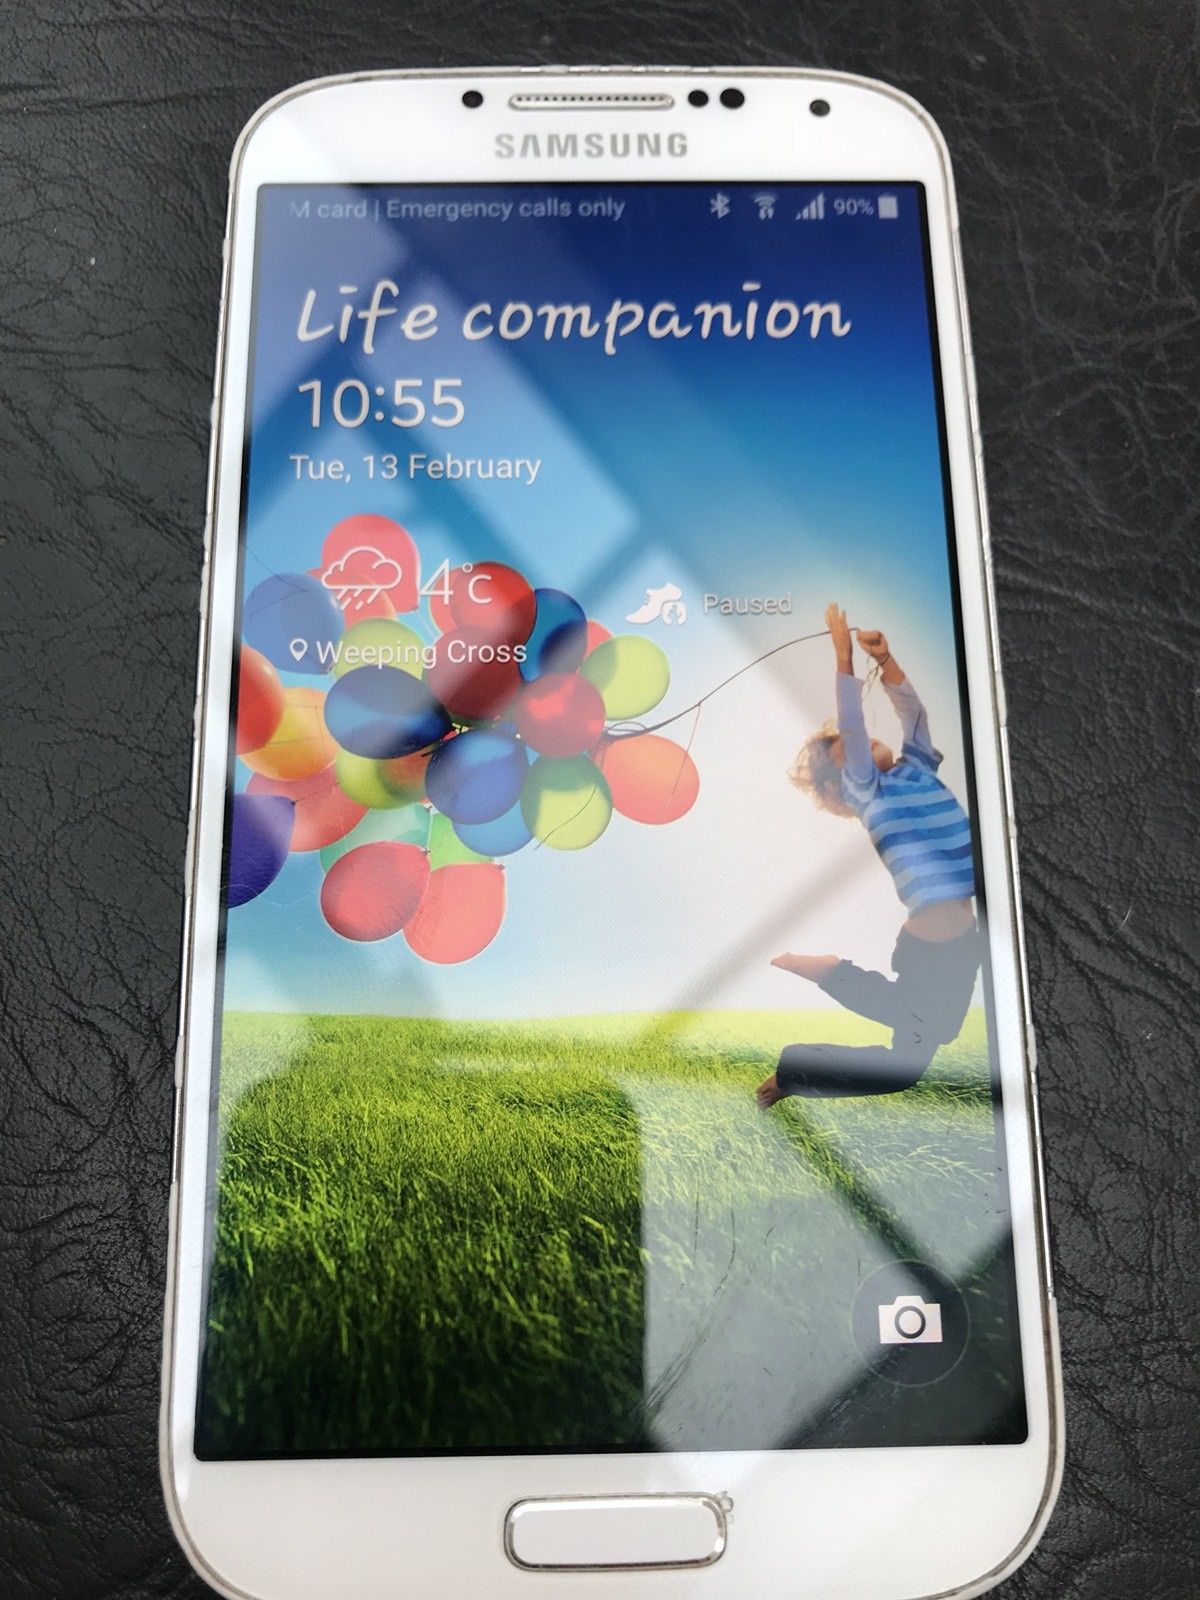 SAMSUNG
M card | Emergency calls only 90%
Life companion
10:55
Tue, 13 February
4°c
Paused
Weeping Cross